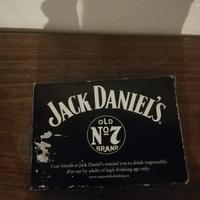 JACK DANIEL'S
OLD
No 7
BRAND
Your friends at Jack Daniel's remind you to drink responsibly.
For use by adults of legal drinking age only.